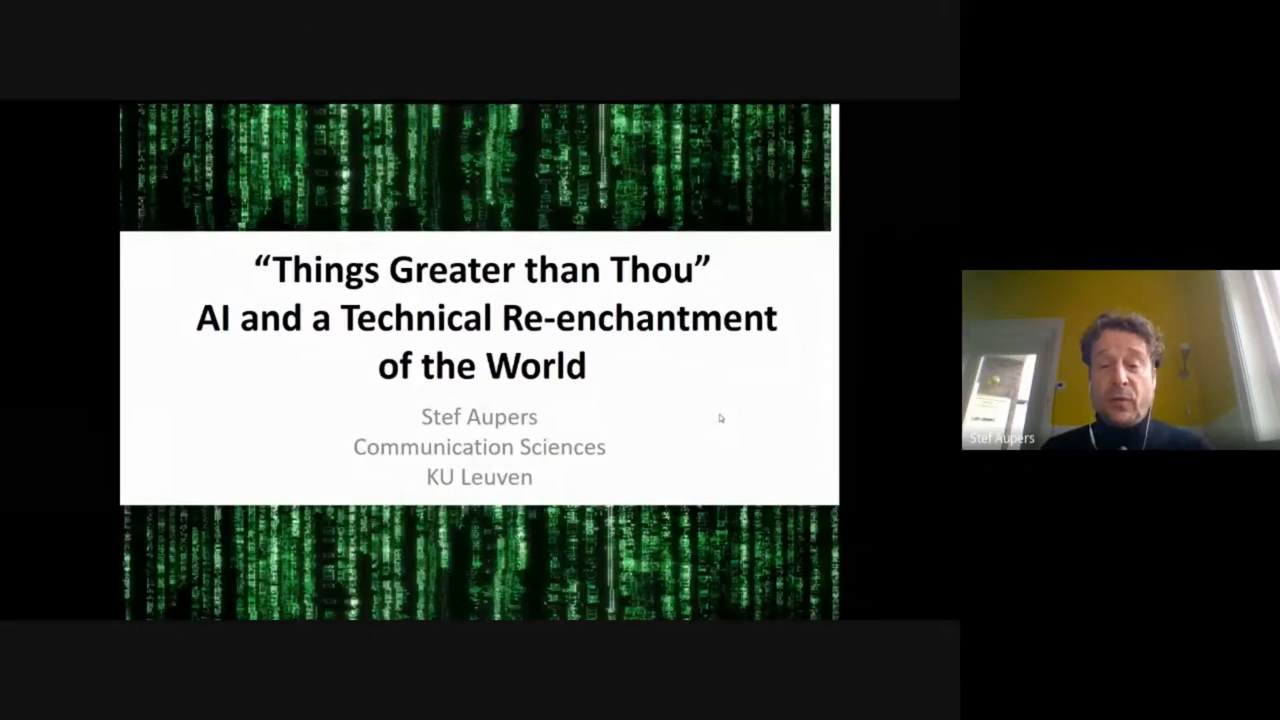 “Things Greater than Thou”
AI and a Technical Re-enchantment
of the World
Stef Aupers
Communication Sciences
KU Leuven
Stef Aupers